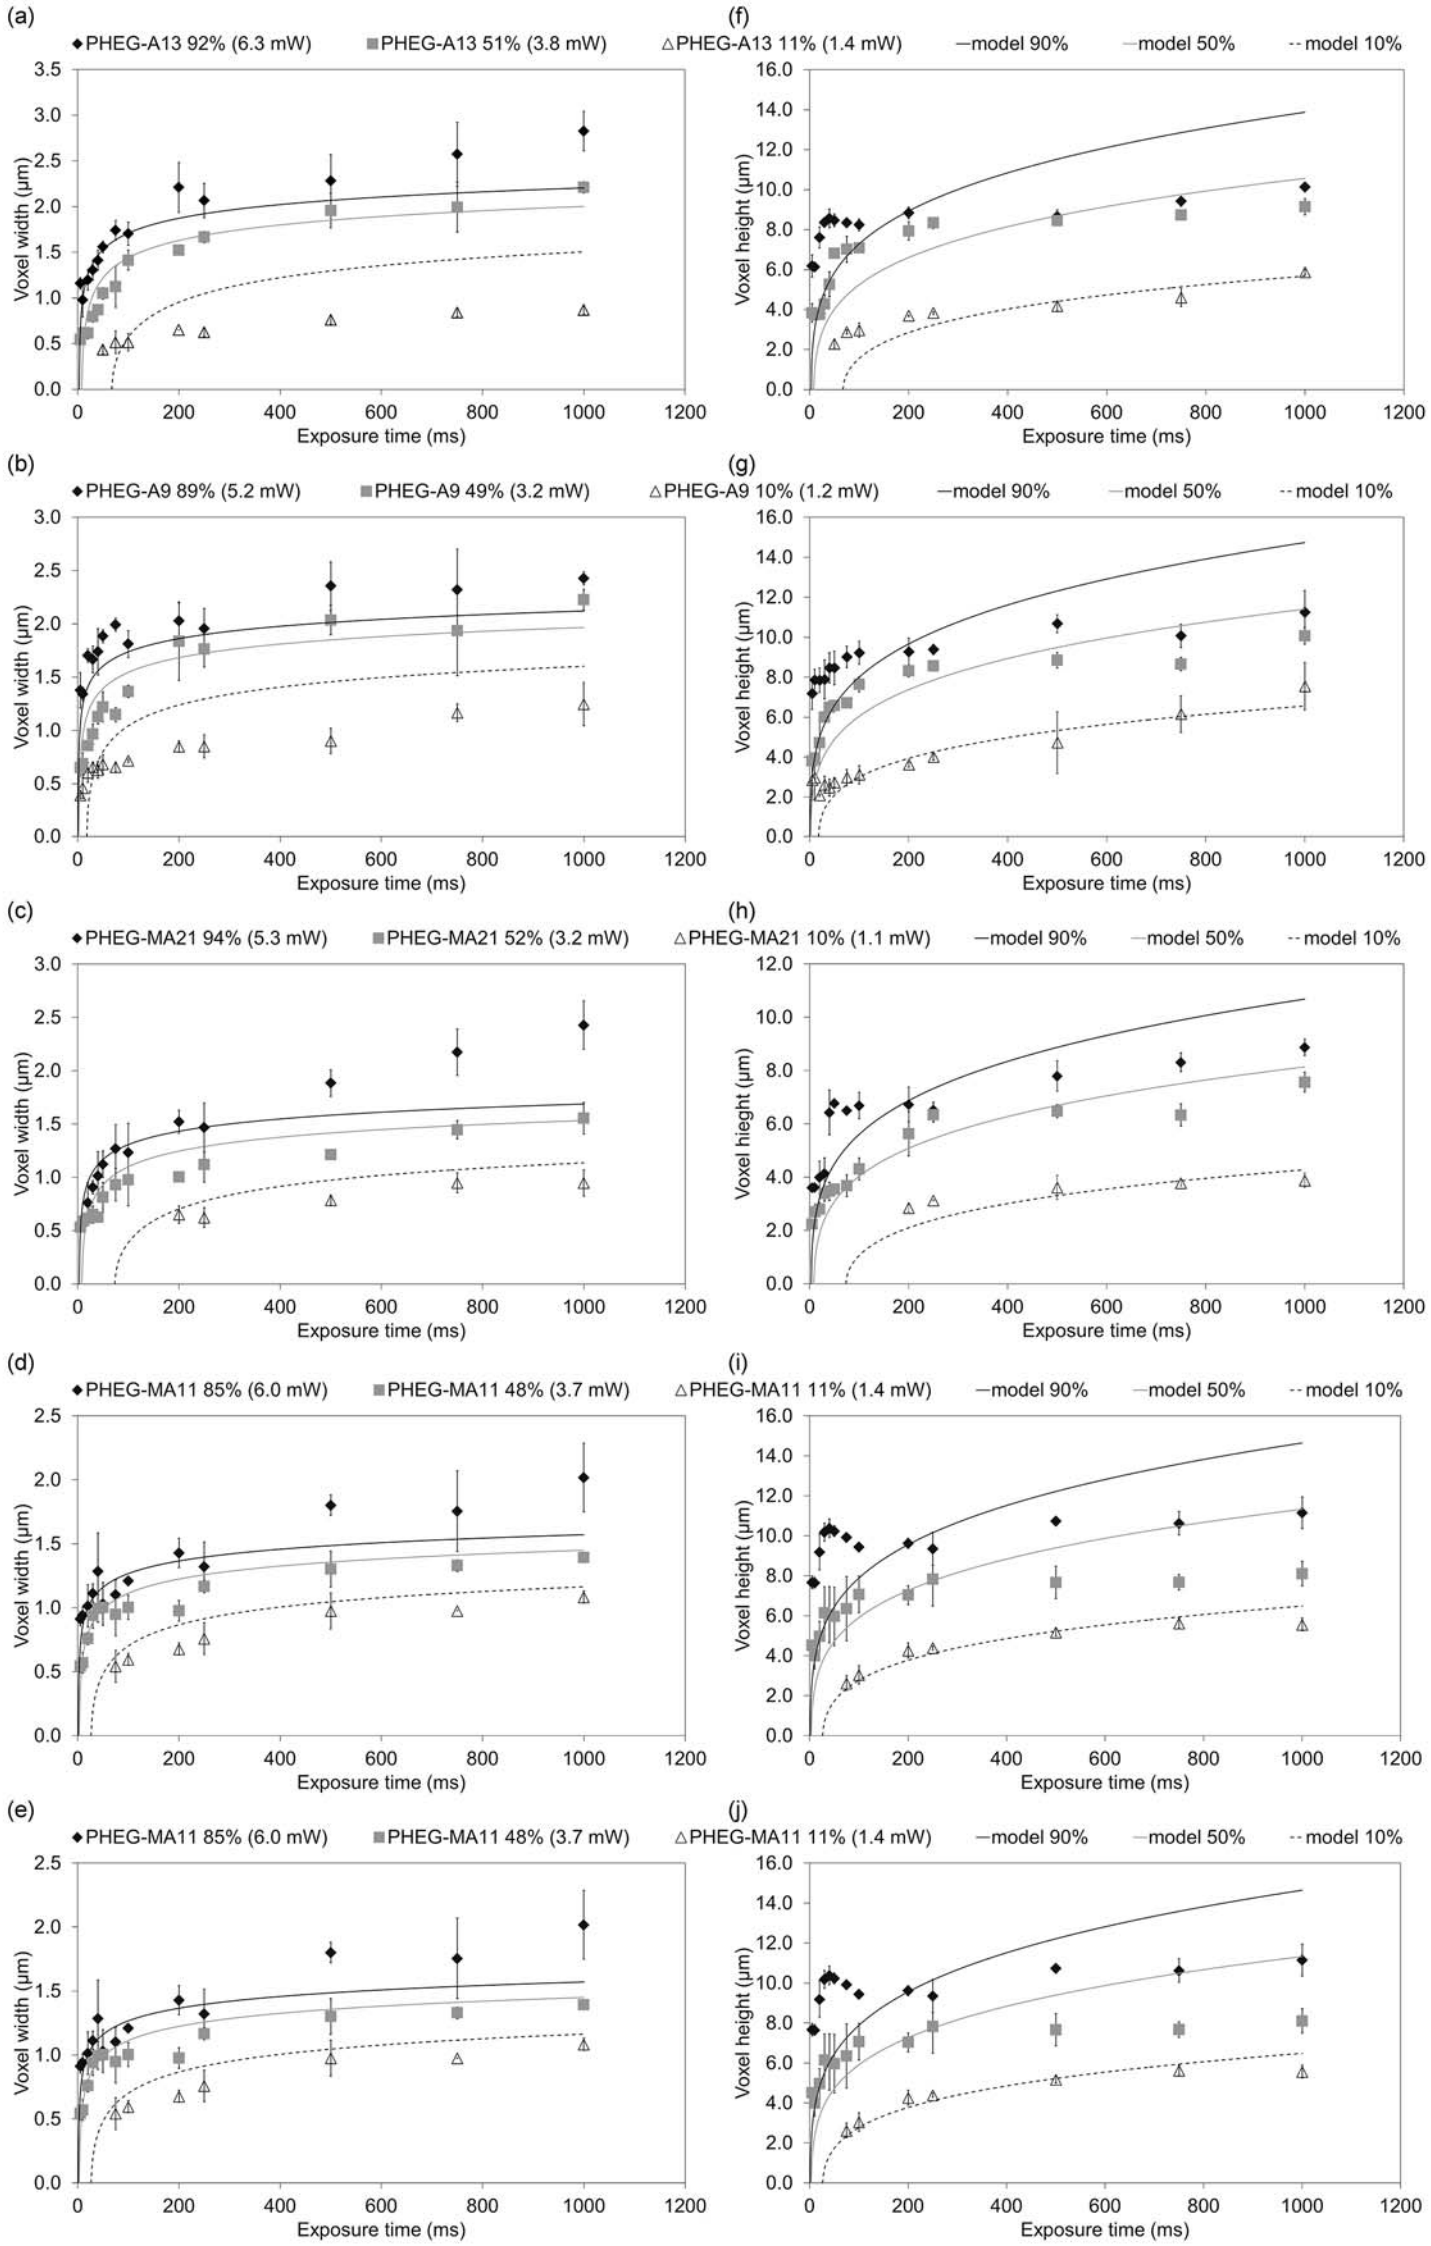 (a)
(f)
◆PHEG-A13 92% (6.3 mW) ■PHEG-A13 51% (3.8 mW) △PHEG-A13 11% (1.4 mW) —model 90% —model 50% ---model 10%
3.5
3.0
2.5
2.0
1.5
1.0
0.5
0.0
Voxel width (µm)
0 200 400 600 800 1000 1200
Exposure time (ms)
16.0
14.0
12.0
10.0
8.0
6.0
4.0
2.0
0.0
Voxel height (µm)
0 200 400 600 800 1000 1200
Exposure time (ms)
(b)
(g)
◆PHEG-A9 89% (5.2 mW) ■PHEG-A9 49% (3.2 mW) △PHEG-A9 10% (1.2 mW) —model 90% —model 50% ---model 10%
3.0
2.5
2.0
1.5
1.0
0.5
0.0
Voxel width (µm)
0 200 400 600 800 1000 1200
Exposure time (ms)
16.0
14.0
12.0
10.0
8.0
6.0
4.0
2.0
0.0
Voxel height (µm)
0 200 400 600 800 1000 1200
Exposure time (ms)
(c)
(h)
◆PHEG-MA21 94% (5.3 mW) ■PHEG-MA21 52% (3.2 mW) △PHEG-MA21 10% (1.1 mW) —model 90% —model 50% ---model 10%
3.0
2.5
2.0
1.5
1.0
0.5
0.0
Voxel width (µm)
0 200 400 600 800 1000 1200
Exposure time (ms)
12.0
10.0
8.0
6.0
4.0
2.0
0.0
Voxel hieght (µm)
0 200 400 600 800 1000 1200
Exposure time (ms)
(d)
(i)
◆PHEG-MA11 85% (6.0 mW) ■PHEG-MA11 48% (3.7 mW) △PHEG-MA11 11% (1.4 mW) —model 90% —model 50% ---model 10%
2.5
2.0
1.5
1.0
0.5
0.0
Voxel width (µm)
0 200 400 600 800 1000 1200
Exposure time (ms)
16.0
14.0
12.0
10.0
8.0
6.0
4.0
2.0
0.0
Voxel height (µm)
0 200 400 600 800 1000 1200
Exposure time (ms)
(e)
(j)
◆PHEG-MA11 85% (6.0 mW) ■PHEG-MA11 48% (3.7 mW) △PHEG-MA11 11% (1.4 mW) —model 90% —model 50% ---model 10%
2.5
2.0
1.5
1.0
0.5
0.0
Voxel width (µm)
0 200 400 600 800 1000 1200
Exposure time (ms)
16.0
14.0
12.0
10.0
8.0
6.0
4.0
2.0
0.0
Voxel height (µm)
0 200 400 600 800 1000 1200
Exposure time (ms)